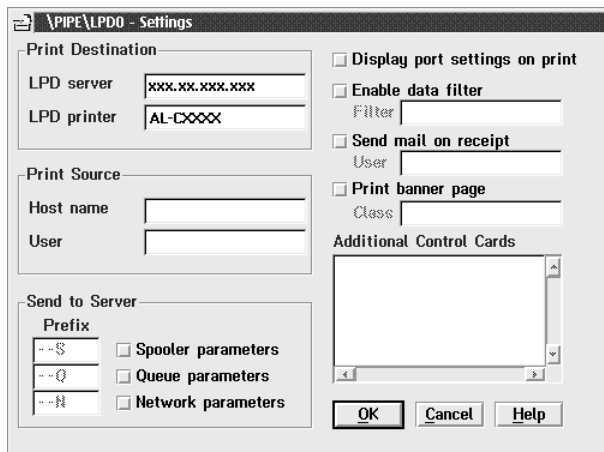 \PIPE\LPD0 - Settings
Print Destination
LPD server
xxx.xx.xxx.xxx
LPD printer
AL-CXXXX
Print Source
Host name
User
Send to Server
Prefix
--S
Spooler parameters
--Q
Queue parameters
--N
Network parameters
Display port settings on print
Enable data filter
Filter
Send mail on receipt
User
Print banner page
Class
Additional Control Cards
OK
Cancel
Help